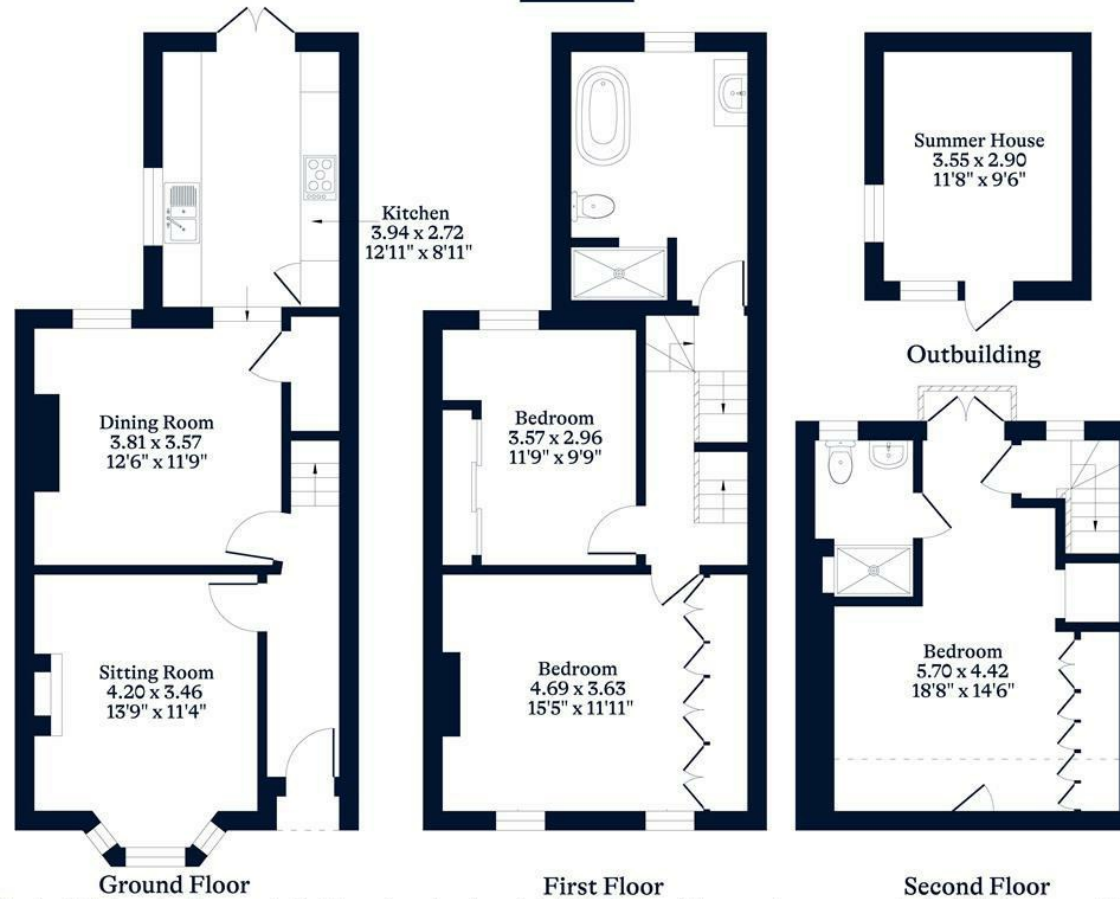 Kitchen
3.94 x 2.72
12'11" x 8'11"
Summer House
3.55 x 2.90
11'8" x 9'6"
Outbuilding
Dining Room
3.81 x 3.57
12'6" x 11'9"
Bedroom
3.57 x 2.96
11'9" x 9'9"
Sitting Room
4.20 x 3.46
13'9" x 11'4"
Bedroom
4.69 x 3.63
15'5" x 11'11"
Bedroom
5.70 x 4.42
18'8" x 14'6"
Ground Floor
First Floor
Second Floor